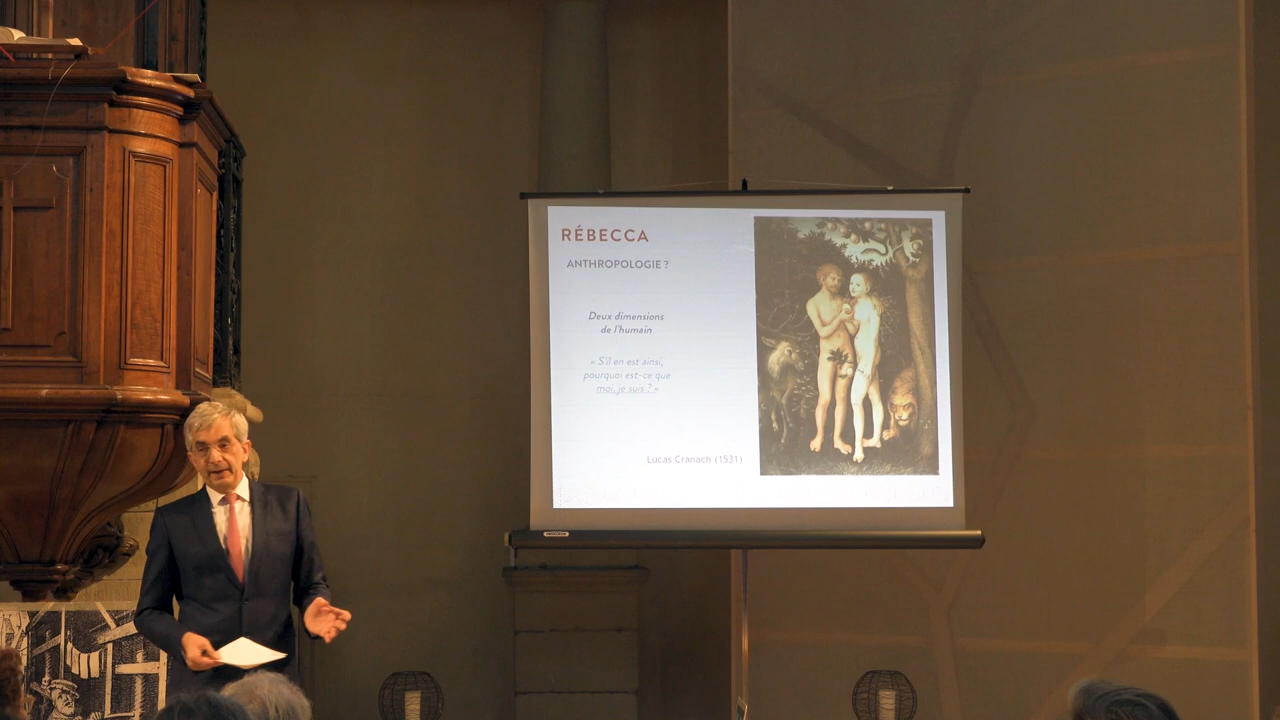 RÉBECCA
ANTHROPOLOGIE ?
Deux dimensions
de l'humain
« S'il en est ainsi,
pourquoi est-ce que
moi, je suis ? »
Lucas Cranach (1531)